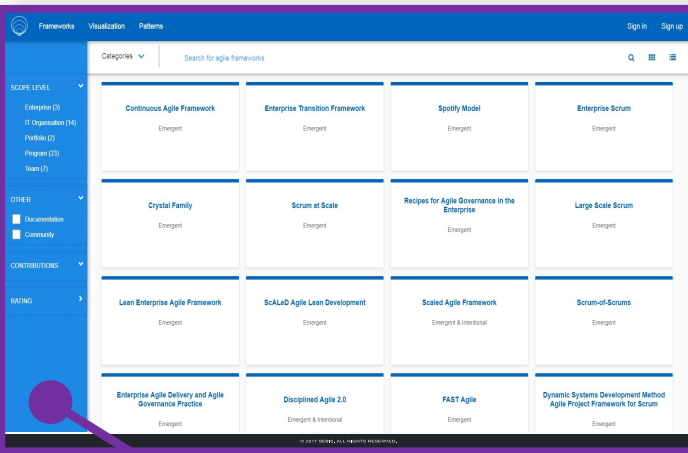 Frameworks Visualization Patterns Sign in Sign up
Categories Search for agile frameworks
SCOPE LEVEL
Enterprise (3)
IT Organisation (14)
Portfolio (2)
Program (23)
Team (7)
OTHER
Documentation
Community
CONTRIBUTIONS
RATING
Continuous Agile Framework
Emergent
Enterprise Transition Framework
Emergent
Spotify Model
Emergent
Enterprise Scrum
Emergent
Crystal Family
Emergent
Scrum at Scale
Emergent
Recipes for Agile Governance in the
Enterprise
Emergent
Large Scale Scrum
Emergent
Lean Enterprise Agile Framework
Emergent
ScALeD Agile Lean Development
Emergent
Scaled Agile Framework
Emergent & Intentional
Scrum-of-Scrums
Emergent
Enterprise Agile Delivery and Agile
Governance Practice
Emergent
Disciplined Agile 2.0
Emergent & Intentional
FAST Agile
Emergent
Dynamic Systems Development Method
Agile Project Framework for Scrum
Emergent
© 2017 SEBIS, ALL RIGHTS RESERVED.